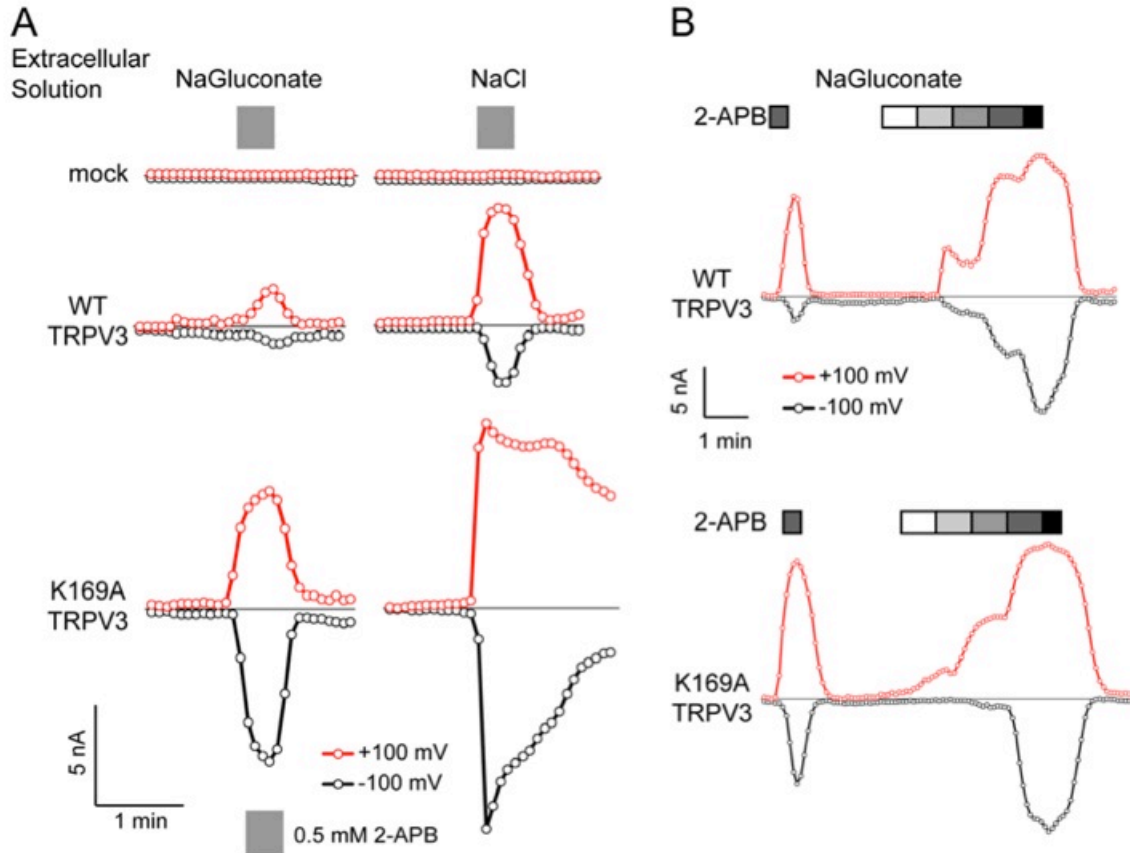 A
Extracellular
Solution
NaGluconate NaCl
mock
WT
TRPV3
K169A
TRPV3
5 nA
1 min
+100 mV
-100 mV
0.5 mM 2-APB
B
NaGluconate
2-APB
WT
TRPV3
5 nA
1 min
+100 mV
-100 mV
2-APB
K169A
TRPV3